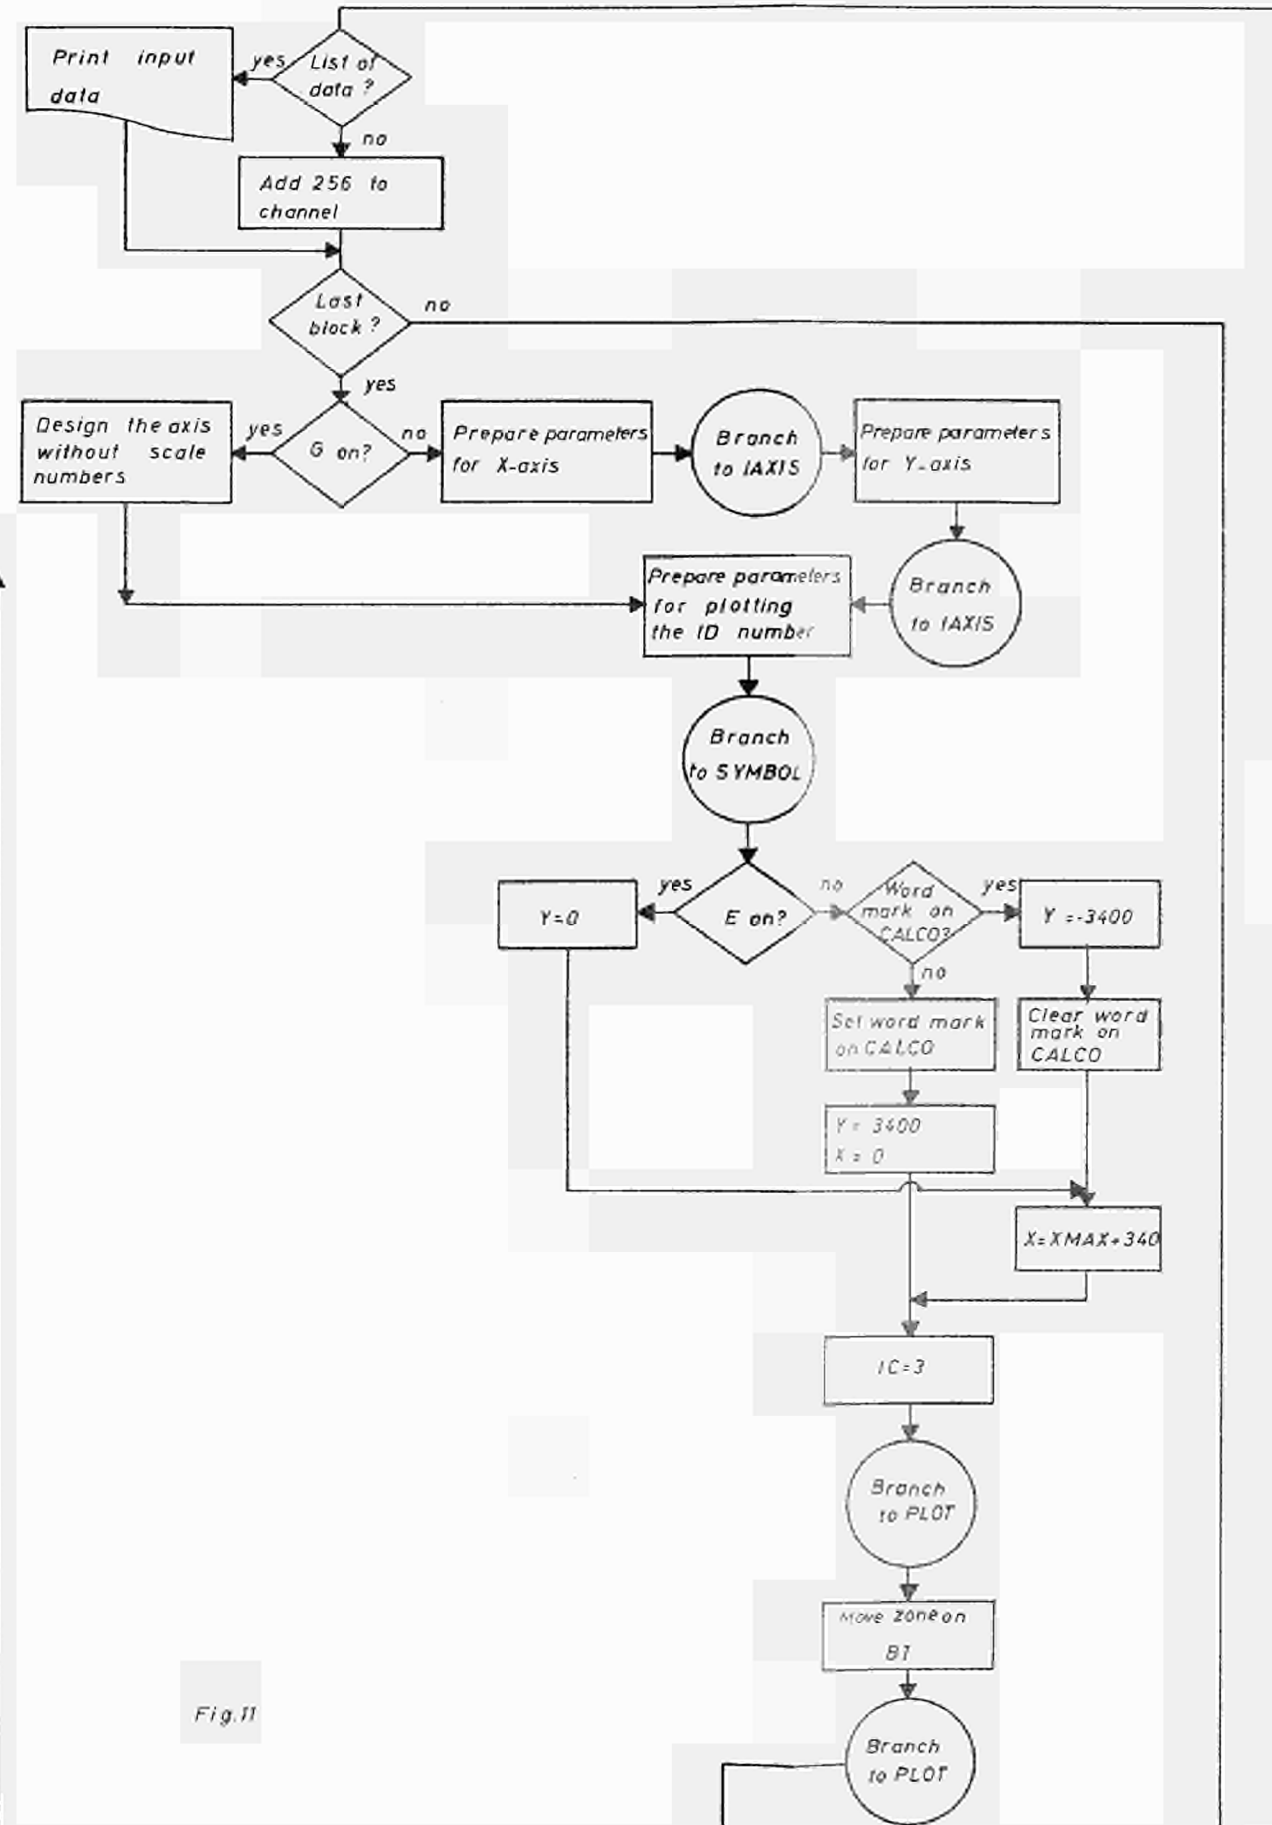 Print input
data
yes
List of
data ?
no
Add 256 to
channel
Last
block ?
no
yes
Design the axis
without scale
numbers
yes
G on?
no
Prepare parameters
for X-axis
Branch
to IAXIS
Prepare parameters
for Y-axis
Prepare parameters
for plotting
the ID number
Branch
to IAXIS
Branch
to SYMBOL
Y=0
yes
E on?
no
Word
mark on
CALCO?
yes
Y =-3400
no
Set word mark
on CALCO
Clear word
mark on
CALCO
Y= 3400
X = 0
X=XMAX+340
IC=3
Branch
to PLOT
Move zone on
BT
Branch
to PLOT
Fig.11